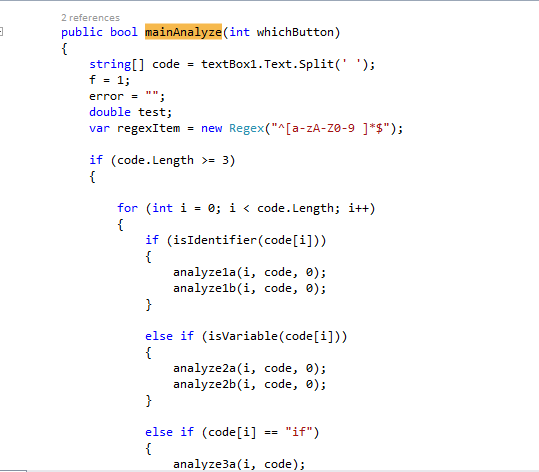 2 references
public bool mainAnalyze(int whichButton)
{
string[] code = textBox1.Text.Split(' ');
f = 1;
error = "";
double test;
var regexItem = new Regex("^[a-zA-Z0-9 ]*$");
if (code.Length >= 3)
{
for (int i = 0; i < code.Length; i++)
{
if (isIdentifier(code[i]))
{
analyze1a(i, code, 0);
analyze1b(i, code, 0);
}
else if (isVariable(code[i]))
{
analyze2a(i, code, 0);
analyze2b(i, code, 0);
}
else if (code[i] == "if")
{
analyze3a(i, code);